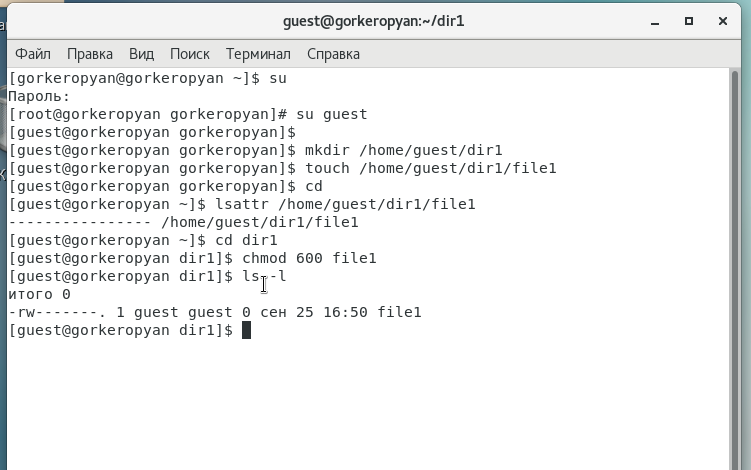 guest@gorkeropyan:~/dir1
Файл Правка Вид Поиск Терминал Справка
[gorkeropyan@gorkeropyan ~]$ su
Пароль:
[root@gorkeropyan gorkeropyan]# su guest
[guest@gorkeropyan gorkeropyan]$
[guest@gorkeropyan gorkeropyan]$ mkdir /home/guest/dir1
[guest@gorkeropyan gorkeropyan]$ touch /home/guest/dir1/file1
[guest@gorkeropyan gorkeropyan]$ cd
[guest@gorkeropyan ~]$ lsattr /home/guest/dir1/file1
---------------- /home/guest/dir1/file1
[guest@gorkeropyan ~]$ cd dir1
[guest@gorkeropyan dir1]$ chmod 600 file1
[guest@gorkeropyan dir1]$ ls -l
итого 0
-rw-------. 1 guest guest 0 сен 25 16:50 file1
[guest@gorkeropyan dir1]$